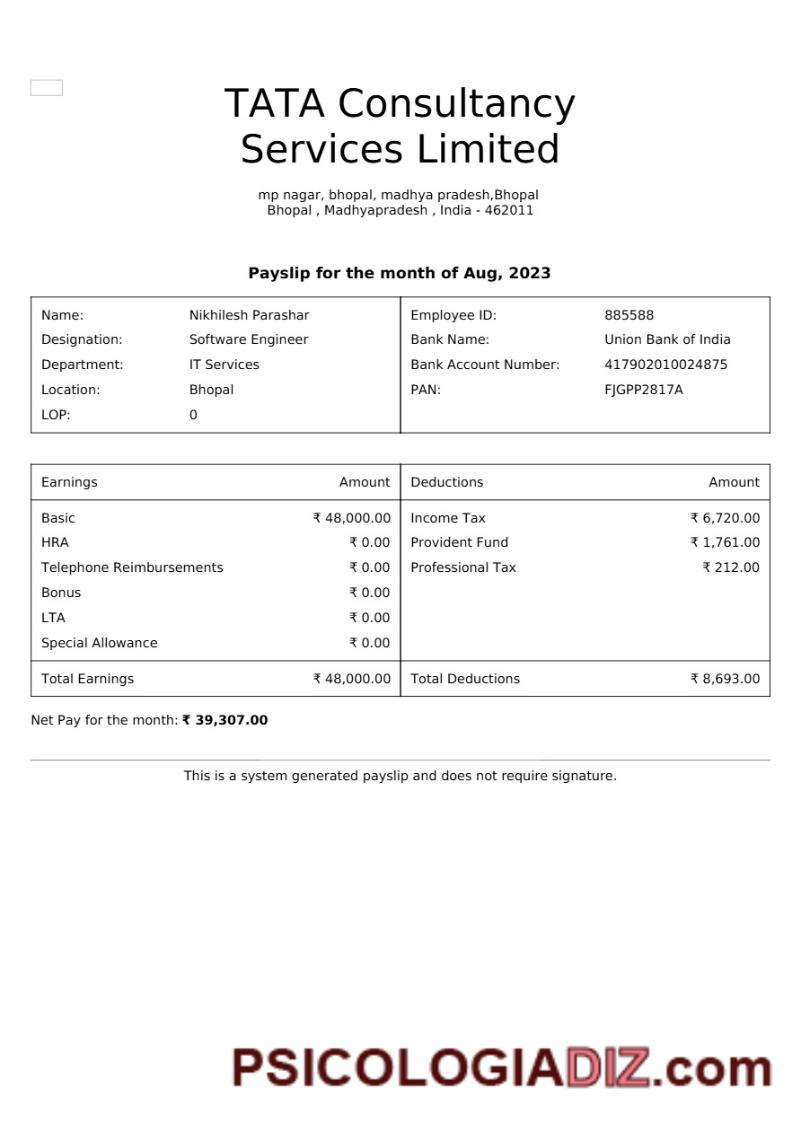 TATA Consultancy
Services Limited
mp nagar, bhopal, madhya pradesh,Bhopal
Bhopal , Madhyapradesh , India - 462011
Payslip for the month of Aug, 2023
Name: Nikhilesh Parashar Employee ID: 885588
Designation: Software Engineer Bank Name: Union Bank of India
Department: IT Services Bank Account Number: 417902010024875
Location: Bhopal PAN: FJGPP2817A
LOP: 0
Earnings Amount Deductions Amount
Basic ₹ 48,000.00 Income Tax ₹ 6,720.00
HRA ₹ 0.00 Provident Fund ₹ 1,761.00
Telephone Reimbursements ₹ 0.00 Professional Tax ₹ 212.00
Bonus ₹ 0.00
LTA ₹ 0.00
Special Allowance ₹ 0.00
Total Earnings ₹ 48,000.00 Total Deductions ₹ 8,693.00
Net Pay for the month: ₹ 39,307.00
This is a system generated payslip and does not require signature.
PSICOLOGIADIZ.com